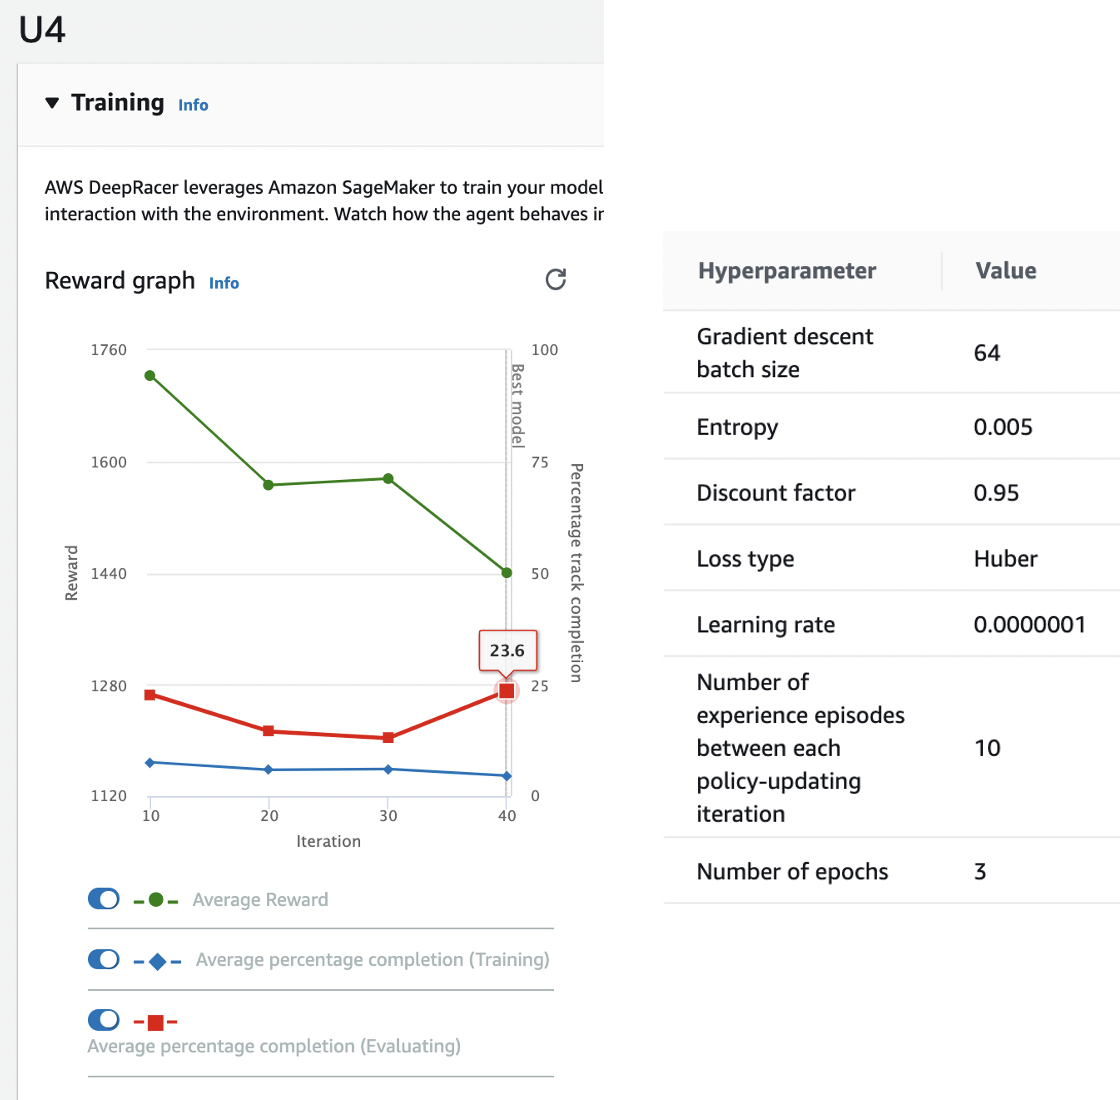 U4
Training Info
AWS DeepRacer leverages Amazon SageMaker to train your model
interaction with the environment. Watch how the agent behaves in
Reward graph Info
1760
1600
1440
1280
1120
Reward
100
75
50
25
0
Percentage track completion
Best model
23.6
10
20
30
40
Iteration
Average Reward
Average percentage completion (Training)
Average percentage completion (Evaluating)
Hyperparameter Value
Gradient descent
batch size
64
Entropy 0.005
Discount factor 0.95
Loss type Huber
Learning rate 0.0000001
Number of
experience episodes
between each
policy-updating
iteration
10
Number of epochs 3